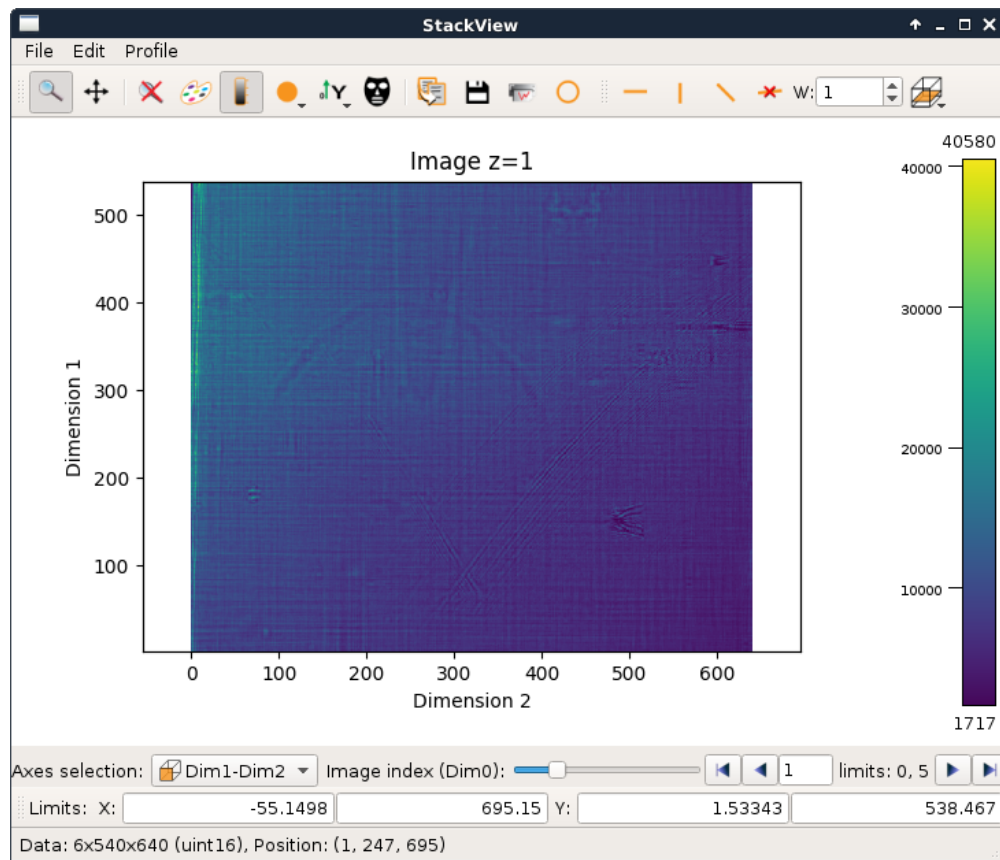 StackView
File Edit Profile
W: 1
Image z=1
40580
40000
30000
20000
10000
1717
500
400
300
200
100
Dimension 1
0 100 200 300 400 500 600
Dimension 2
Axes selection: Dim1-Dim2 Image index (Dim0): 1 limits: 0, 5
Limits: X: -55.1498 695.15 Y: 1.53343 538.467
Data: 6x540x640 (uint16), Position: (1, 247, 695)